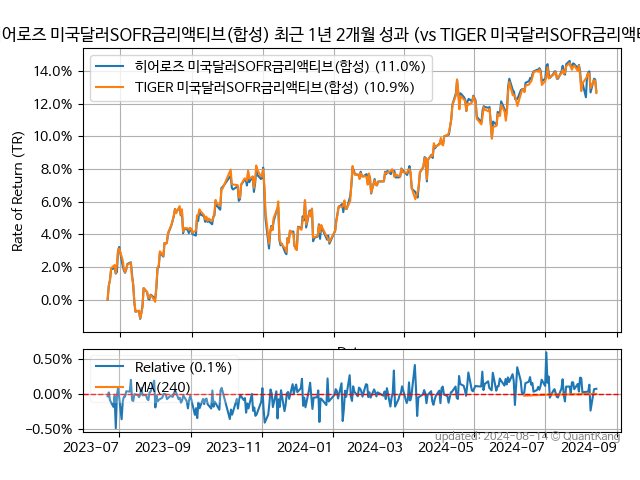 어로즈 미국달러SOFR금리액티브(합성) 최근 1년 2개월 성과 (vs TIGER 미국달러SOFR금리액티
히어로즈 미국달러SOFR금리액티브(합성) (11.0%)
TIGER 미국달러SOFR금리액티브(합성) (10.9%)
Rate of Return (TR)
14.0%
12.0%
10.0%
8.0%
6.0%
4.0%
2.0%
0.0%
Relative (0.1%)
MA(240)
0.50%
0.00%
-0.50%
2023-07 2023-09 2023-11 2024-01 2024-03 2024-05 2024-07 2024-09
updated: 2024-08-14 © QuantKang